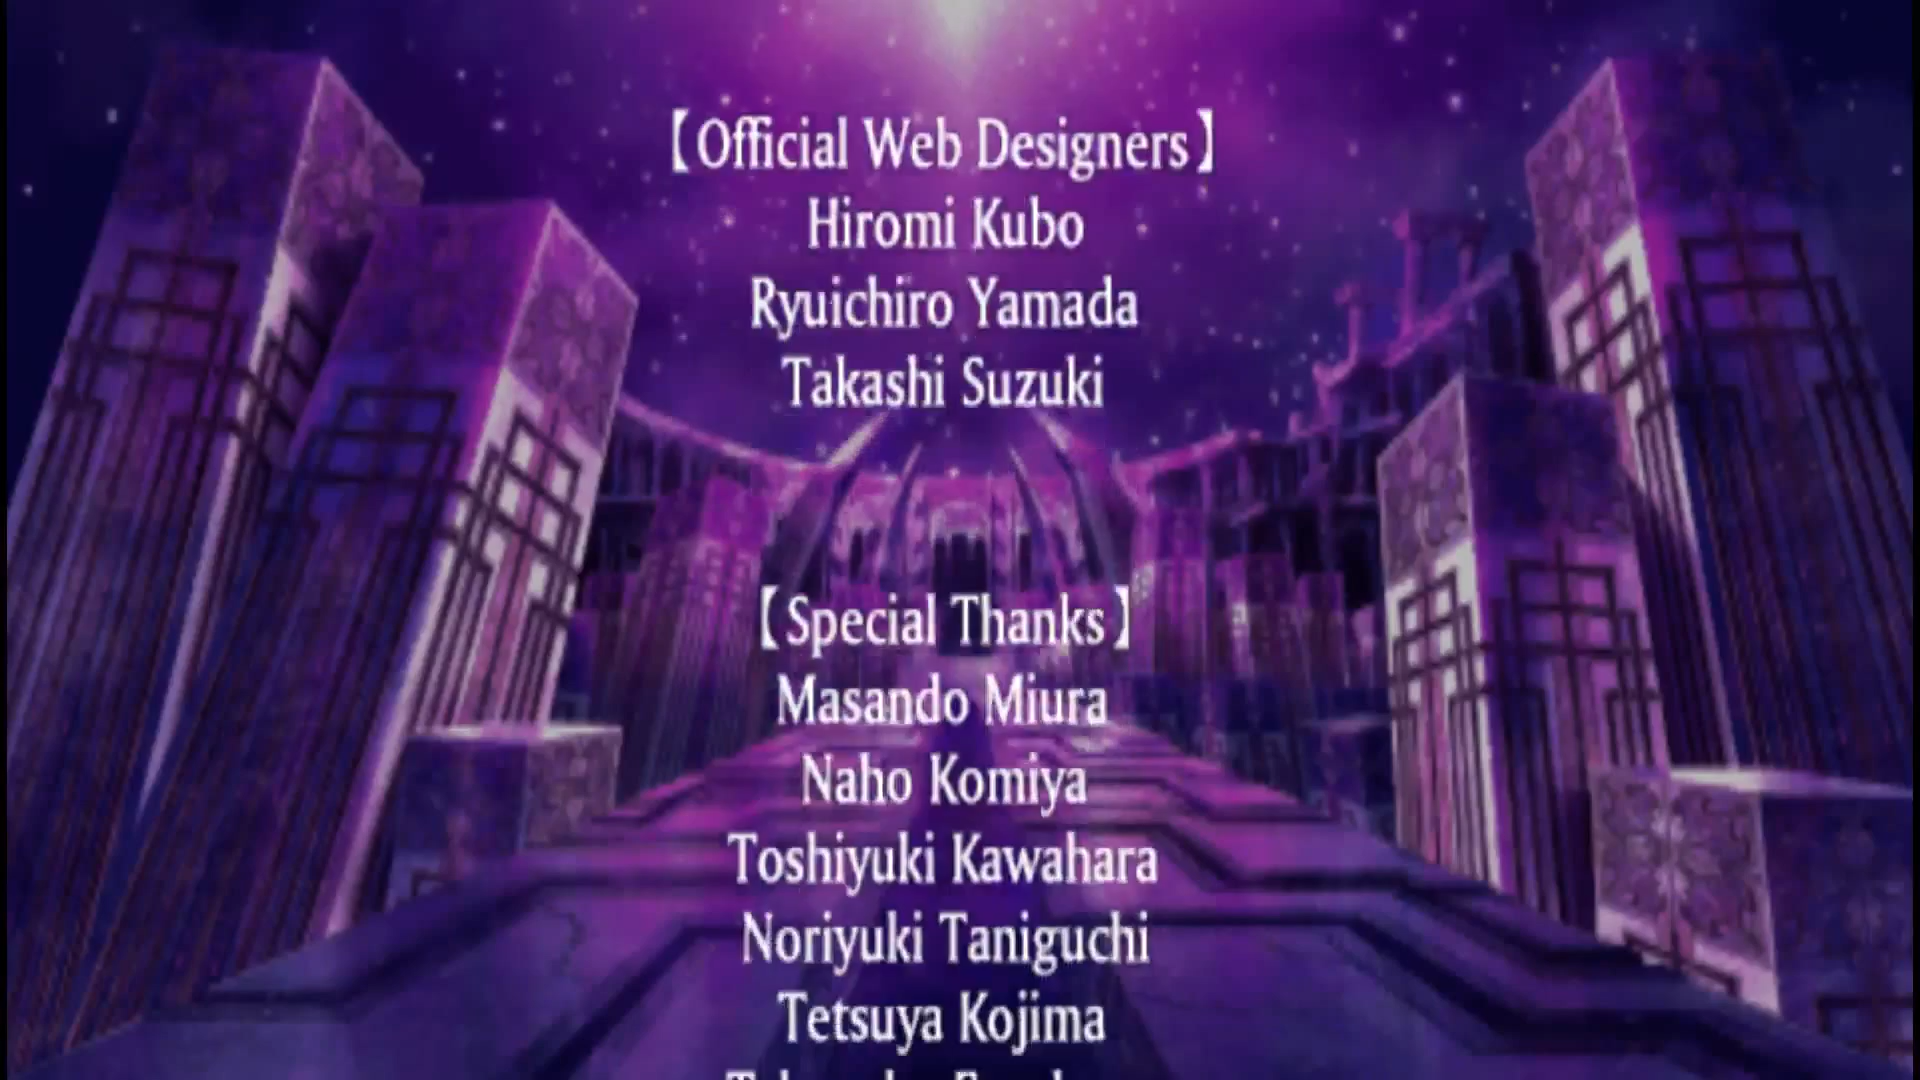 【Official Web Designers】
Hiromi Kubo
Ryuichiro Yamada
Takashi Suzuki
【Special Thanks】
Masando Miura
Naho Komiya
Toshiyuki Kawahara
Noriyuki Taniguchi
Tetsuya Kojima